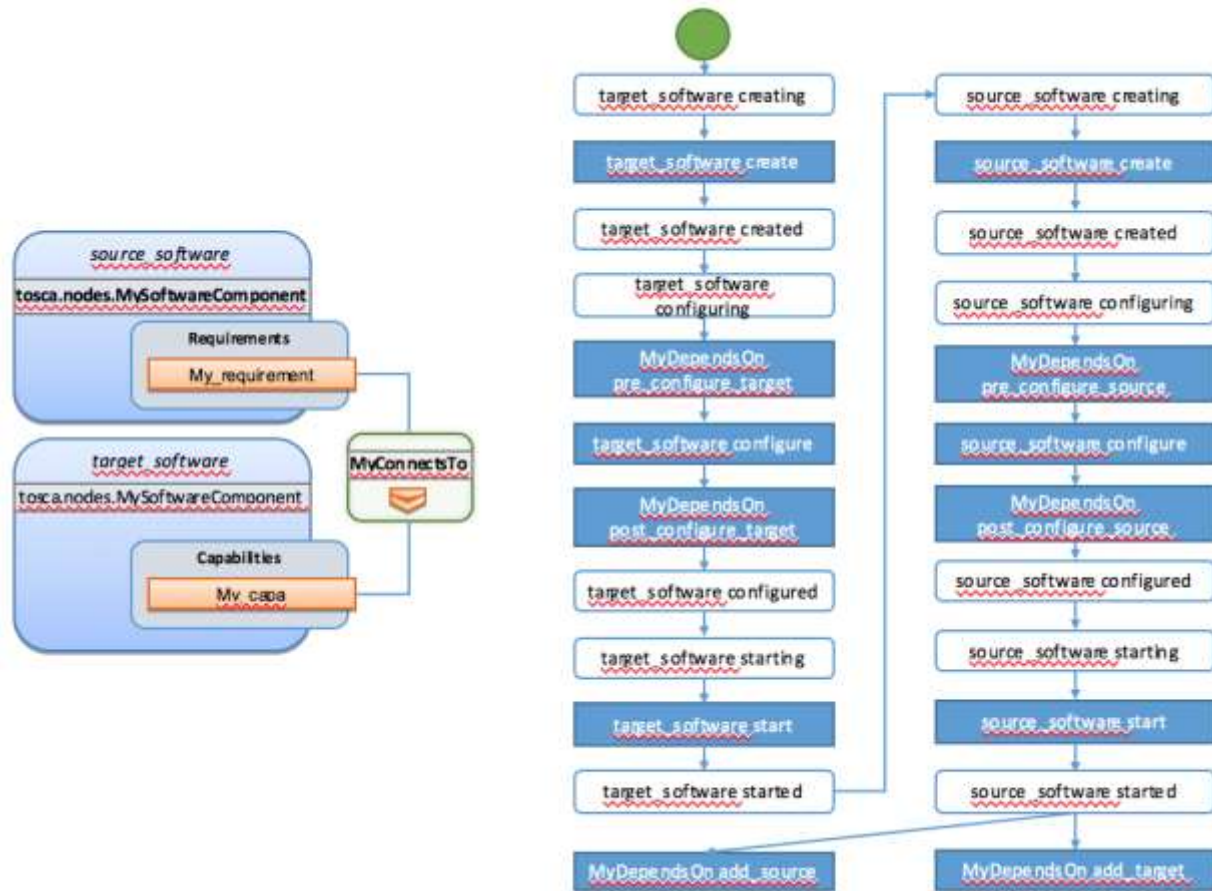 source_software
tosca.nodes.MySoftwareComponent
Requirements
My_requirement
target_software
tosca.nodes.MySoftwareComponent
Capabilities
My_capa
MyConnectsTo
target_software creating
target_software create
target_software created
target_software
configuring
MyDependsOn
pre_configure_target
target_software configure
MyDependsOn
post_configure_target
target_software configured
target_software starting
target_software start
target_software started
MyDependsOn add_source
source_software creating
source_software create
source_software created
source_software configuring
MyDependsOn
pre_configure_source
source_software configure
MyDependsOn
post_configure_source
source_software configured
source_software starting
source_software start
source_software started
MyDependsOn add_target